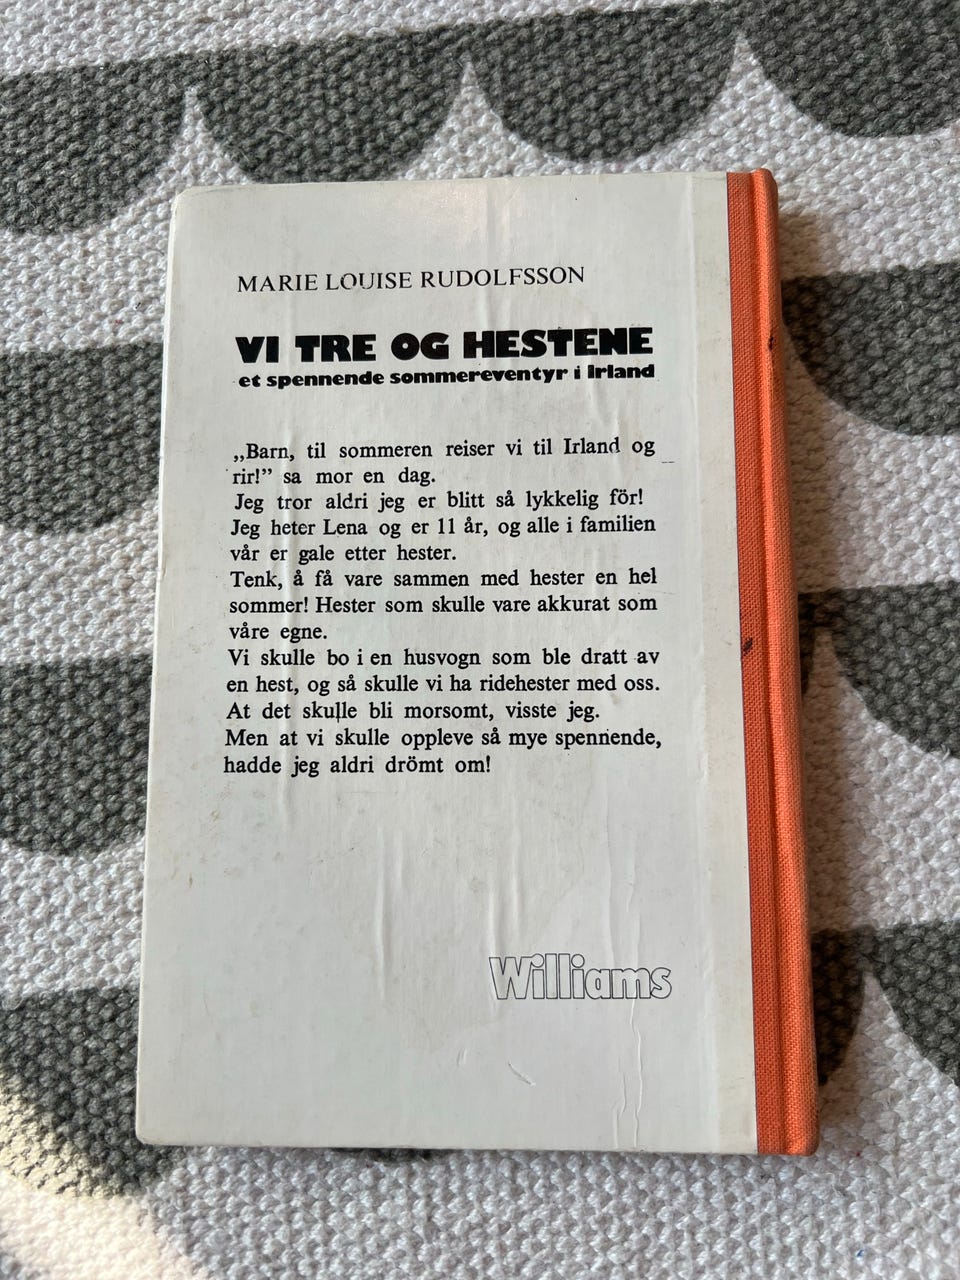 MARIE LOUISE RUDOLFSSON
VI TRE OG HESTENE
et spennende sommereventyr i Irland
„Barn, til sommeren reiser vi til Irland og
rir!” sa mor en dag.
Jeg tror aldri jeg er blitt så lykkelig för!
Jeg heter Lena og er 11 år, og alle i familien
vår er gale etter hester.
Tenk, å få vare sammen med hester en hel
sommer! Hester som skulle vare akkurat som
våre egne.
Vi skulle bo i en husvogn som ble dratt av
en hest, og så skulle vi ha ridehester med oss.
At det skulle bli morsomt, visste jeg.
Men at vi skulle oppleve så mye spennende,
hadde jeg aldri drömt om!
Williams